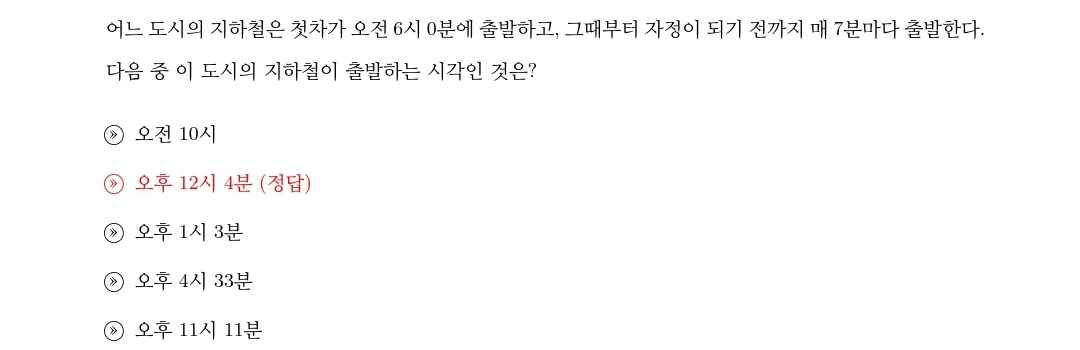 어느 도시의 지하철은 첫차가 오전 6시 0분에 출발하고, 그때부터 자정이 되기 전까지 매 7분마다 출발한다.
다음 중 이 도시의 지하철이 출발하는 시각인 것은?
오전 10시
오후 12시 4분 (정답)
오후 1시 3분
오후 4시 33분
오후 11시 11분